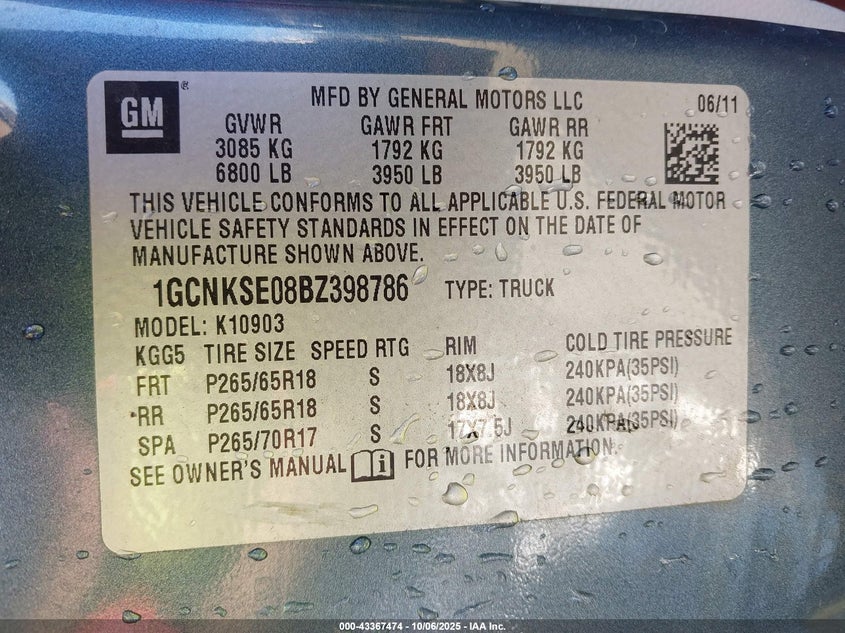 GM ®
MFD BY GENERAL MOTORS LLC 06/11
GVWR GAWR FRT GAWR RR
3085 KG 1792 KG 1792 KG
6800 LB 3950 LB 3950 LB
THIS VEHICLE CONFORMS TO ALL APPLICABLE U.S. FEDERAL MOTOR
VEHICLE SAFETY STANDARDS IN EFFECT ON THE DATE OF
MANUFACTURE SHOWN ABOVE.
1GCNKSE08BZ398786 TYPE: TRUCK
MODEL: K10903
KGG5 TIRE SIZE SPEED RTG RIM COLD TIRE PRESSURE
FRT P265/65R18 S 18X8J 240KPA(35PSI)
RR P265/65R18 S 18X8J 240KPA(35PSI)
SPA P265/70R17 S 17X7.5J 240KPA(35PSI)
SEE OWNER'S MANUAL i FOR MORE INFORMATION.
000-43367474 - 10/06/2025 - IAA Inc.